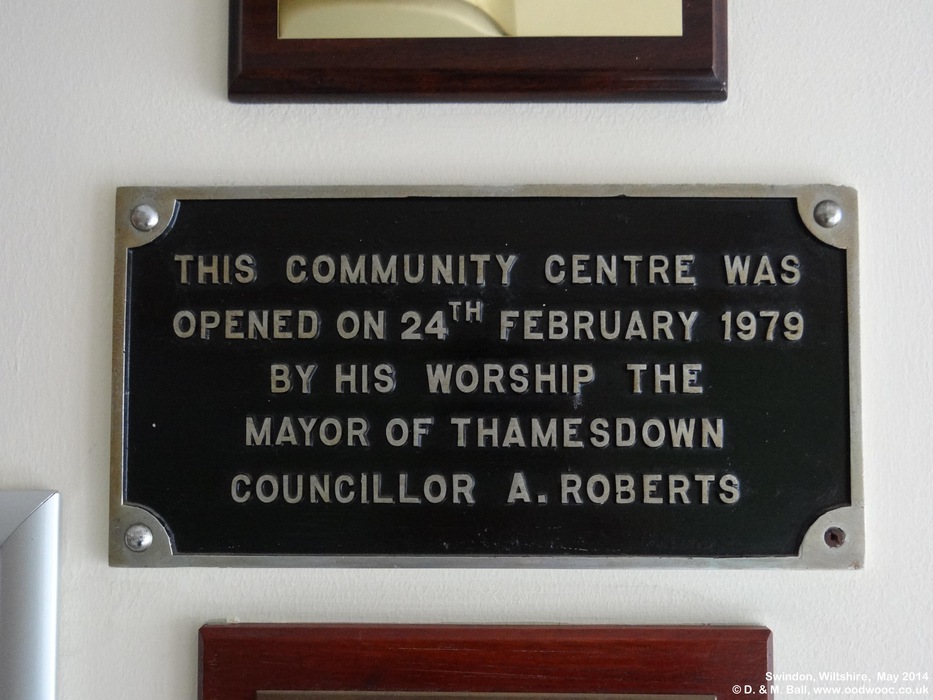 THIS COMMUNITY CENTRE WAS
OPENED ON 24TH FEBRUARY 1979
BY HIS WORSHIP THE
MAYOR OF THAMESDOWN
COUNCILLOR A. ROBERTS
Swindon, Wiltshire, May 2014
© D. & M. Ball, www.oodwooc.co.uk